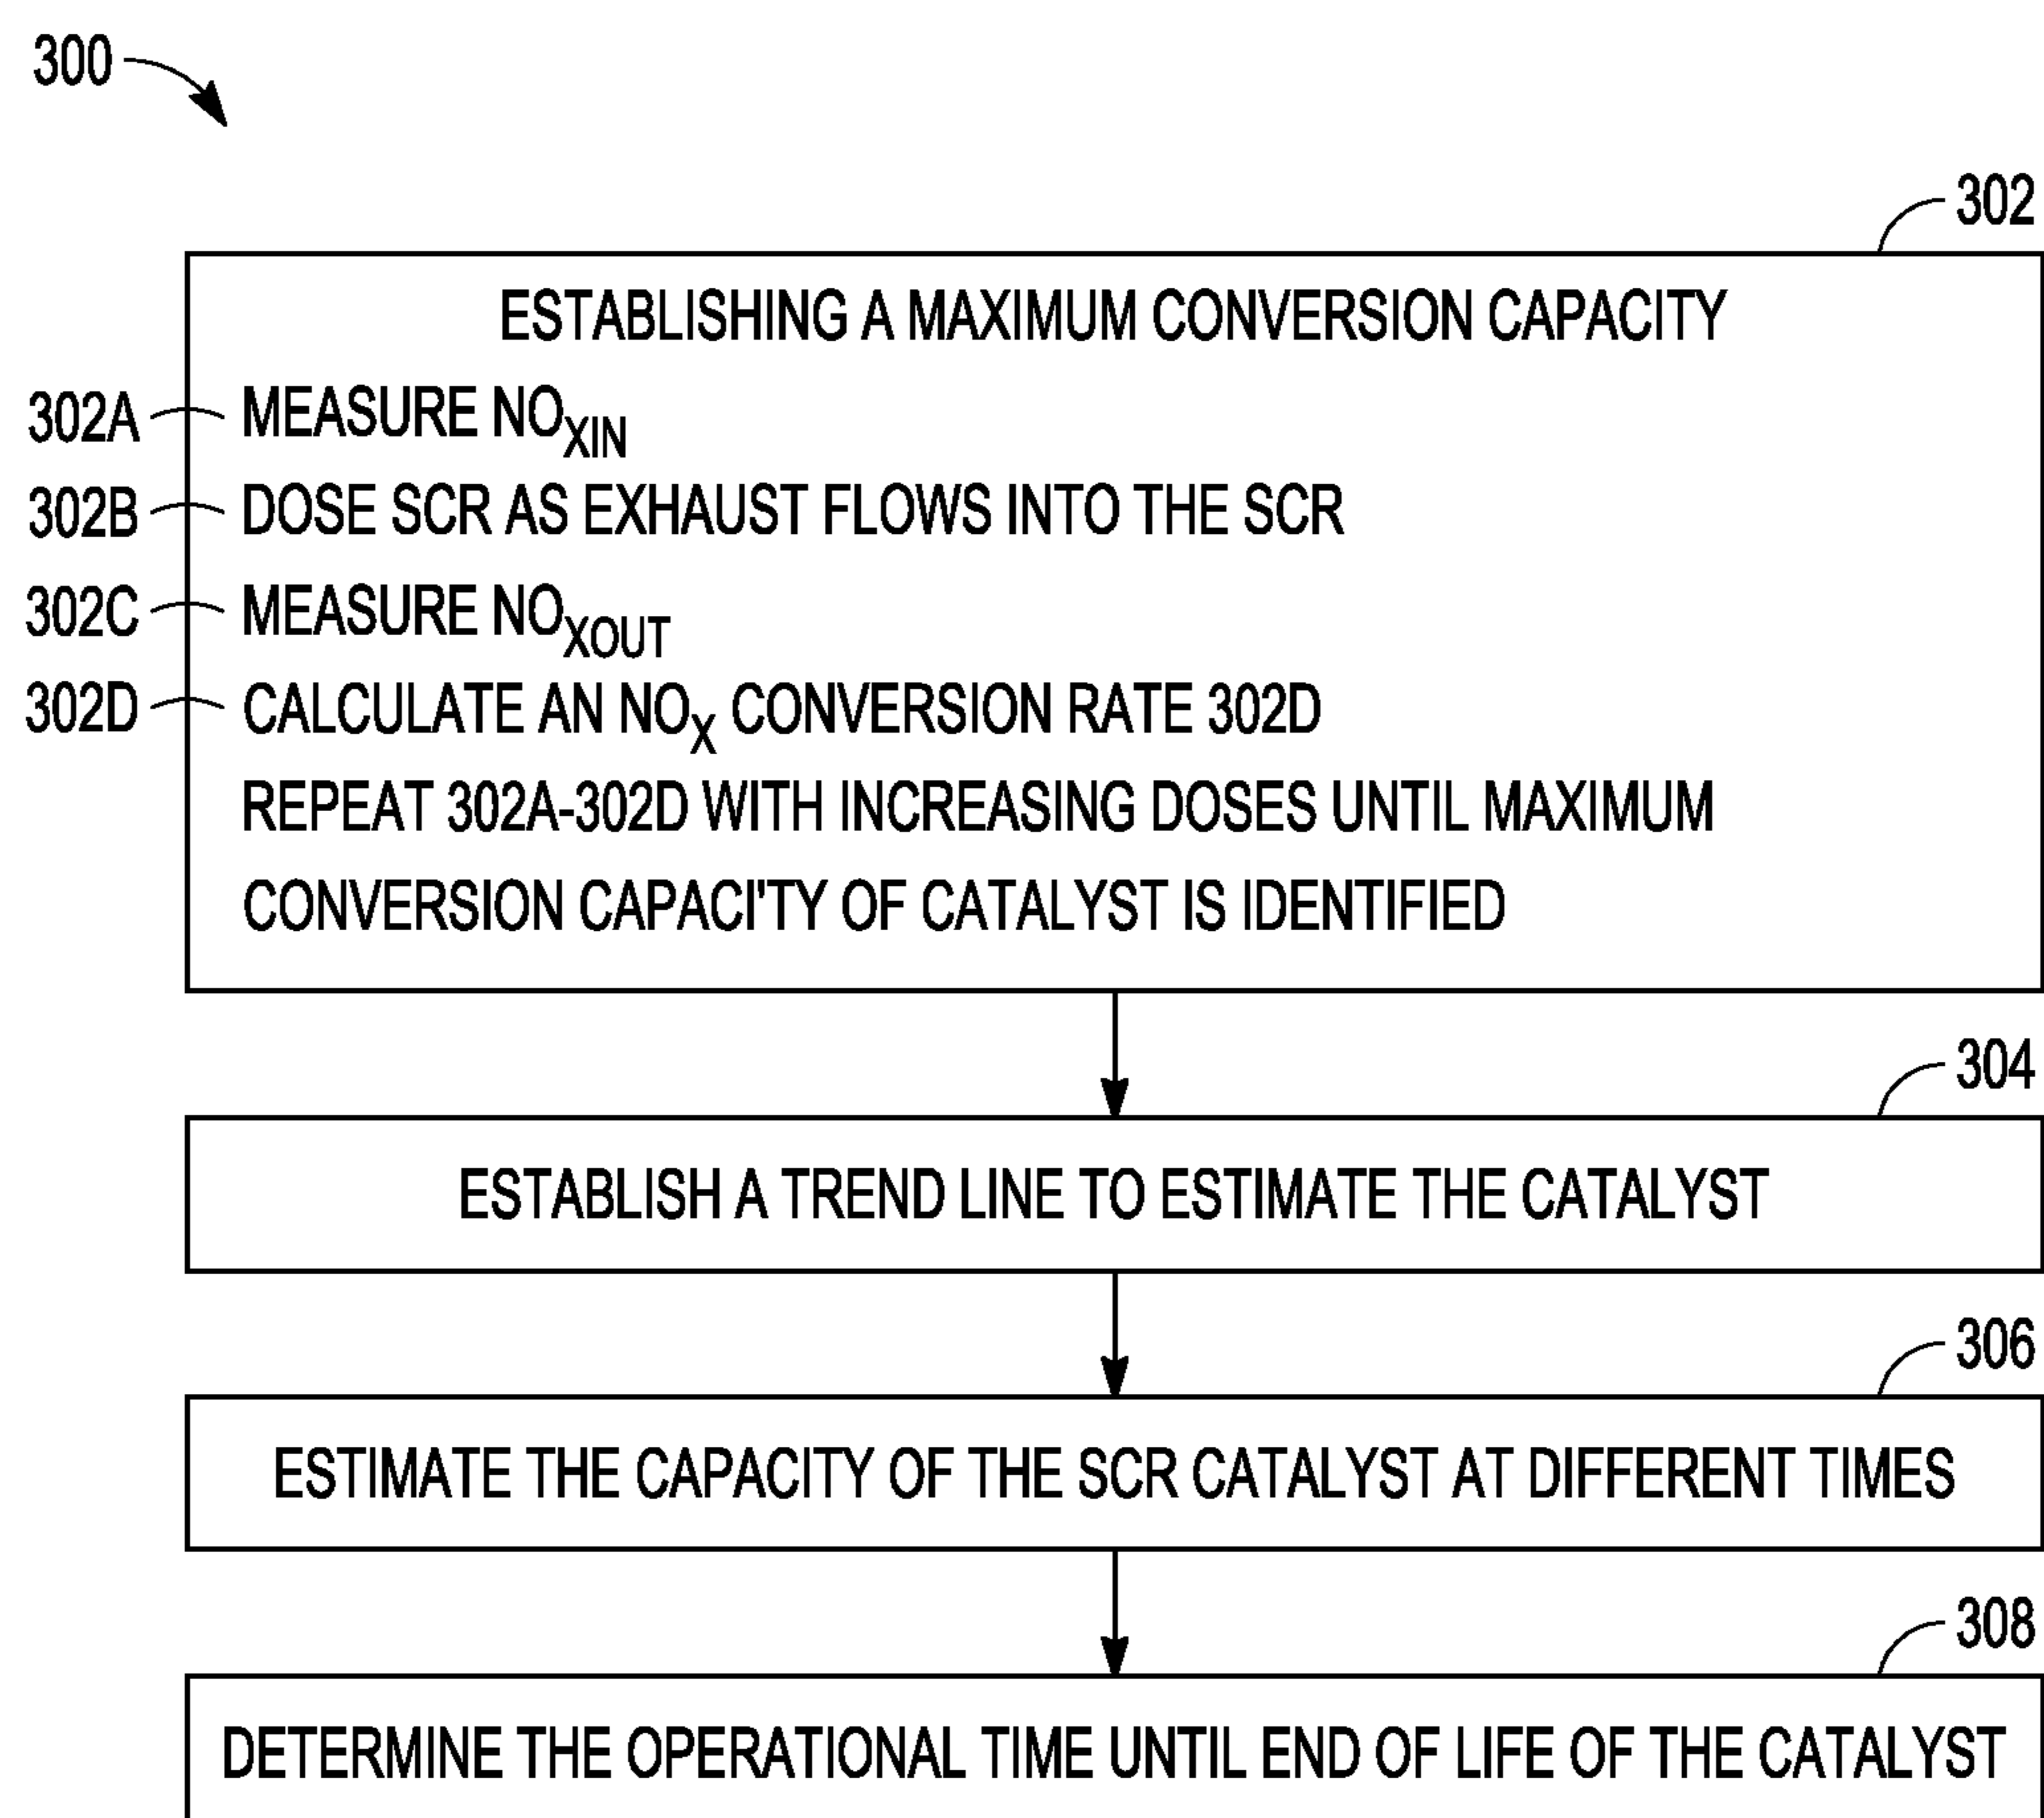 300
302
ESTABLISHING A MAXIMUM CONVERSION CAPACITY
302A MEASURE NOXIN
302B DOSE SCR AS EXHAUST FLOWS INTO THE SCR
302C MEASURE NOXOUT
302D CALCULATE AN NOX CONVERSION RATE 302D
REPEAT 302A-302D WITH INCREASING DOSES UNTIL MAXIMUM
CONVERSION CAPACI'TY OF CATALYST IS IDENTIFIED
304
ESTABLISH A TREND LINE TO ESTIMATE THE CATALYST
306
ESTIMATE THE CAPACITY OF THE SCR CATALYST AT DIFFERENT TIMES
308
DETERMINE THE OPERATIONAL TIME UNTIL END OF LIFE OF THE CATALYST